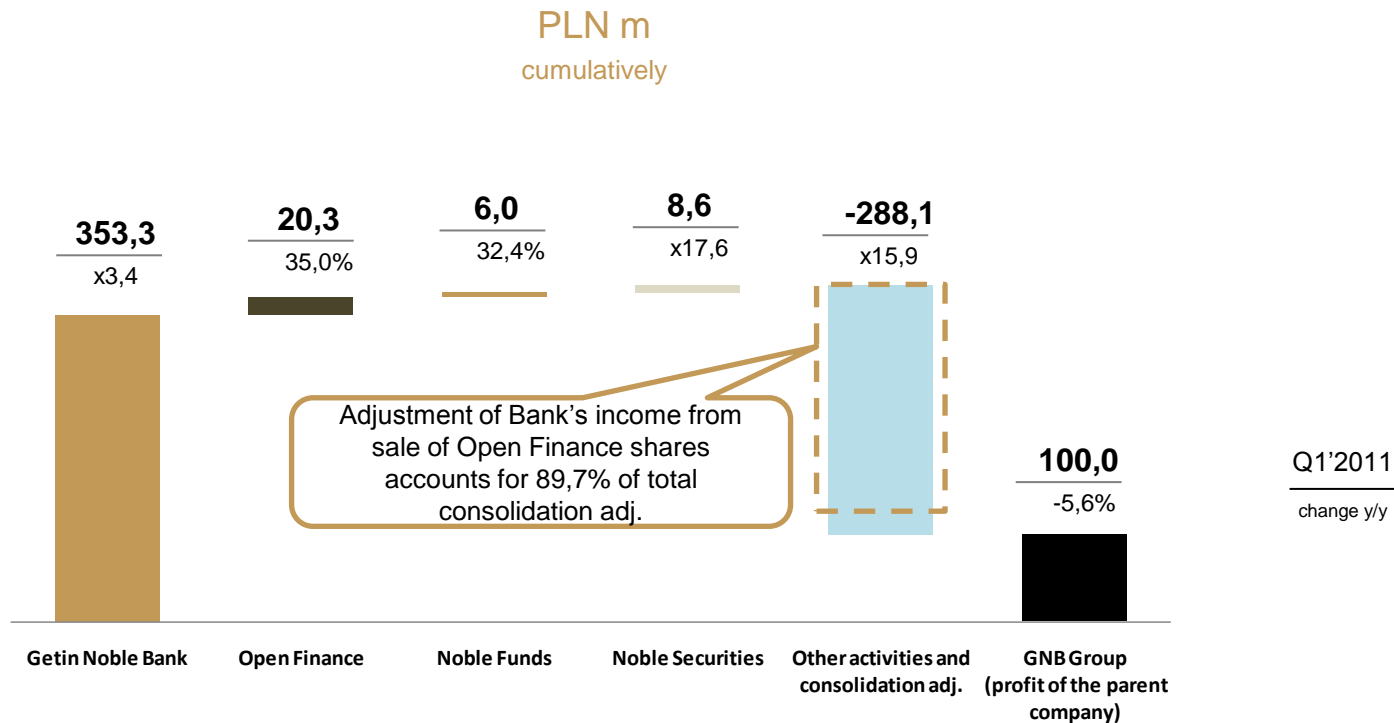 PLN m
cumulatively
353,3
x3,4
20,3
35,0%
6,0
32,4%
8,6
x17,6
-288,1
x15,9
Adjustment of Bank's income from
sale of Open Finance shares
accounts for 89,7% of total
consolidation adj.
100,0
-5,6%
Q1'2011
change y/y
Getin Noble Bank
Open Finance
Noble Funds
Noble Securities
Other activities and
consolidation adj.
GNB Group
(profit of the parent
company)